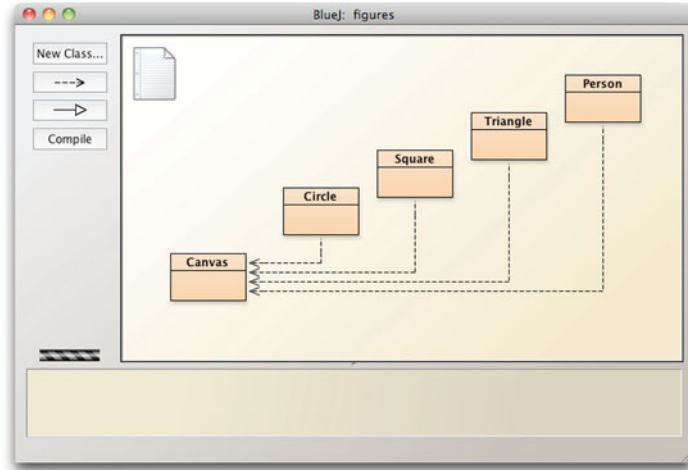 BlueJ: figures
New Class...
Compile
Person
Triangle
Square
Circle
Canvas